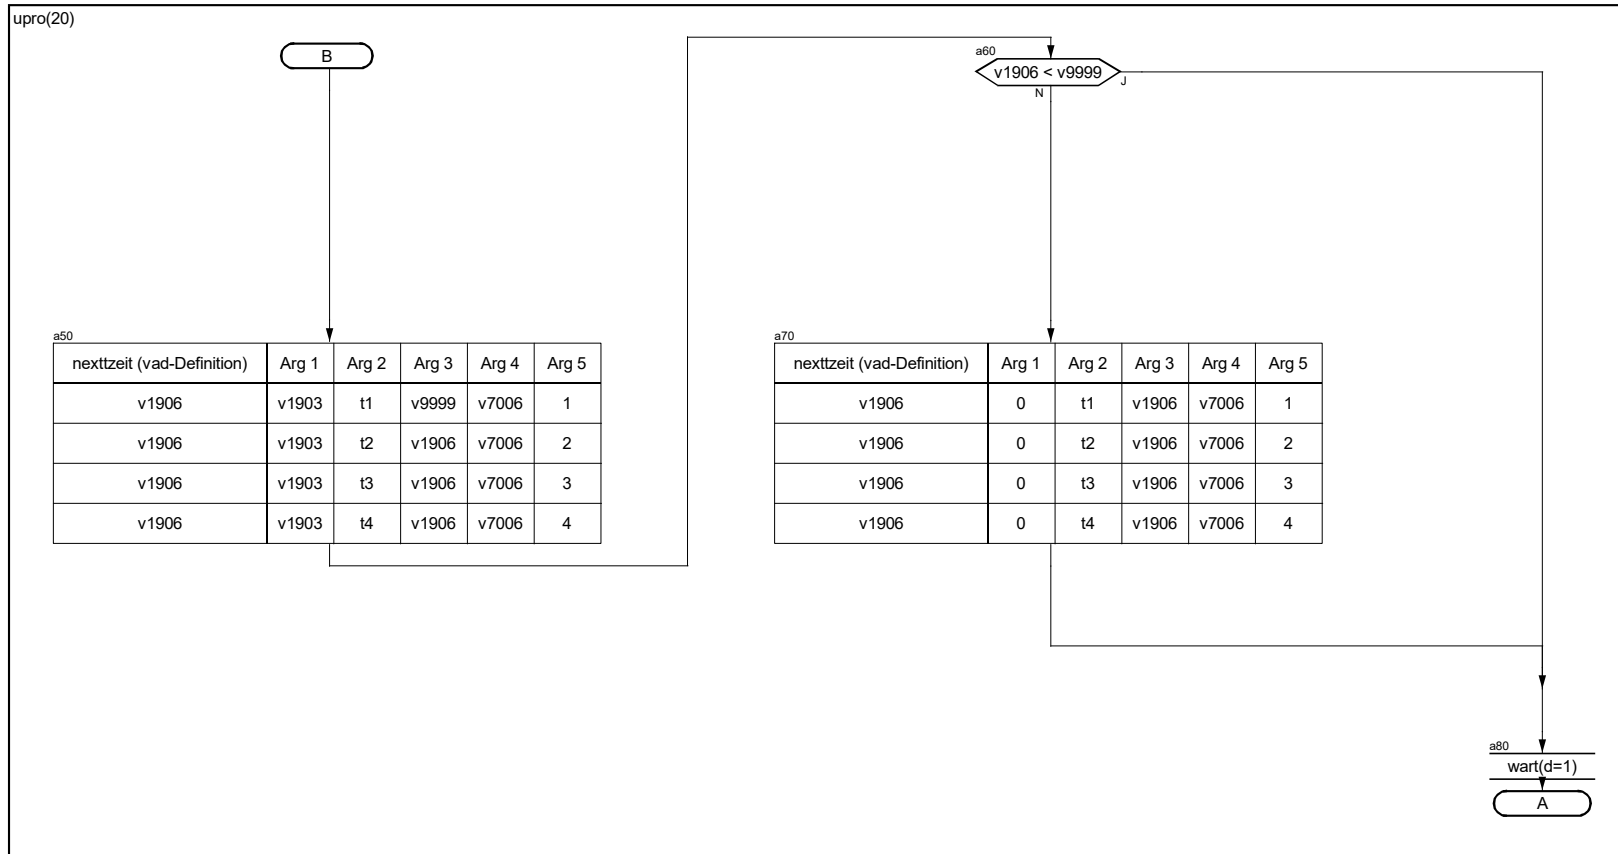 upro(20)
B
a50
nexttzeit (vad-Definition) Arg 1 Arg 2 Arg 3 Arg 4 Arg 5
v1906 v1903 t1 v9999 v7006 1
v1906 v1903 t2 v1906 v7006 2
v1906 v1903 t3 v1906 v7006 3
v1906 v1903 t4 v1906 v7006 4
a60
v1906 < v9999
J
N
a70
nexttzeit (vad-Definition) Arg 1 Arg 2 Arg 3 Arg 4 Arg 5
v1906 0 t1 v1906 v7006 1
v1906 0 t2 v1906 v7006 2
v1906 0 t3 v1906 v7006 3
v1906 0 t4 v1906 v7006 4
a80
wart(d=1)
A